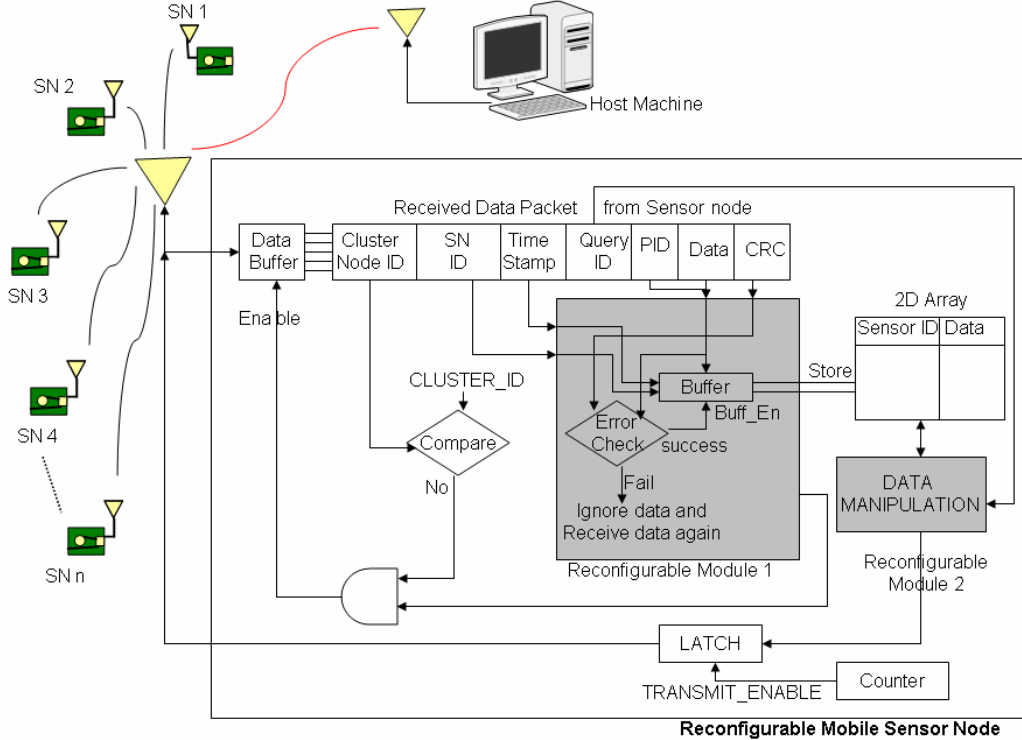 SN 1
SN 2
Host Machine
SN 3
SN 4
SN n
Received Data Packet from Sensor node
Data
Buffer
Cluster
Node ID
SN
ID
Time
Stamp
Query
ID
PID
Data
CRC
Enable
2D Array
Sensor ID
Data
Store
CLUSTER_ID
Compare
No
Buffer
Buff_En
Error
Check
success
Fail
Ignore data and
Receive data again
Reconfigurable Module 1
DATA
MANIPULATION
Reconfigurable
Module 2
LATCH
TRANSMIT_ENABLE
Counter
Reconfigurable Mobile Sensor Node